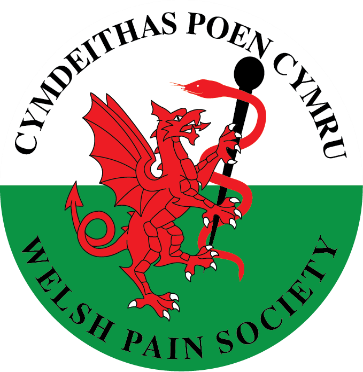 CYMDEITHAS POEN CYMRU
WELSH PAIN SOCIETY